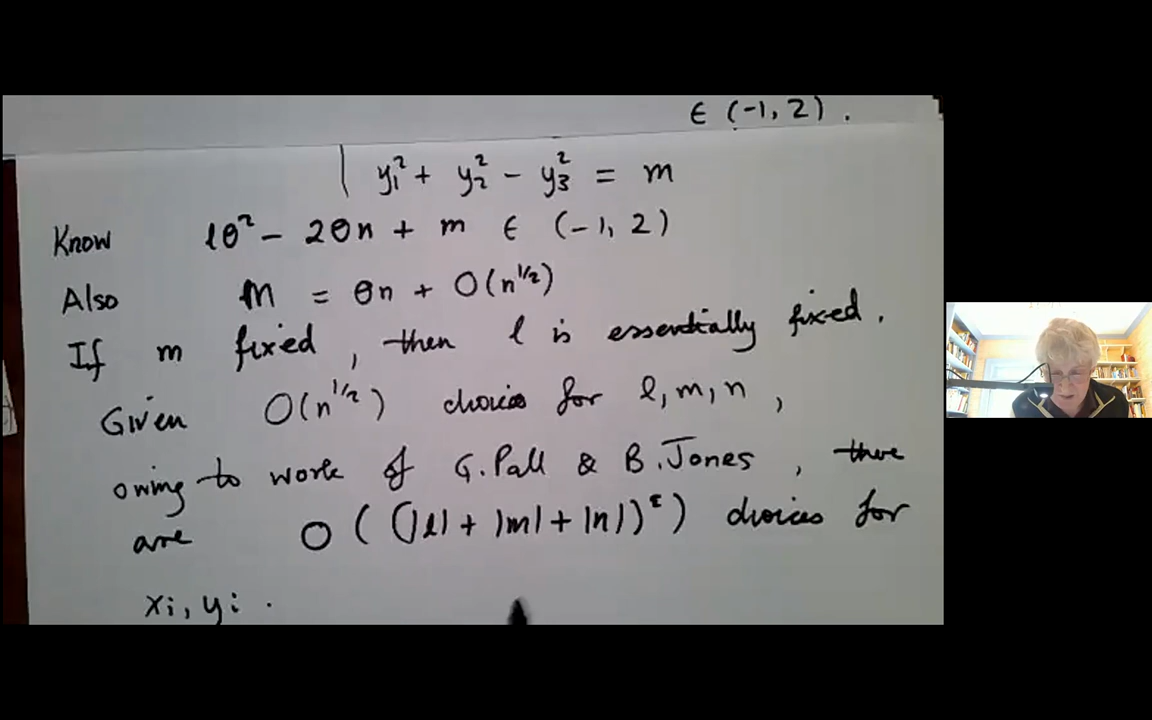 ∈ (-1, 2).
| y₁² + y₂² - y₃² = m
Know lθ² - 2θn + m ∈ (-1, 2)
Also m = θn + O(n^{1/2})
If m fixed, then l is essentially fixed.
Given O(n^{1/2}) choices for l, m, n,
owing to work of G. Pall & B. Jones, there
are O((|l| + |m| + |n|)^ε) choices for
xᵢ, yᵢ.